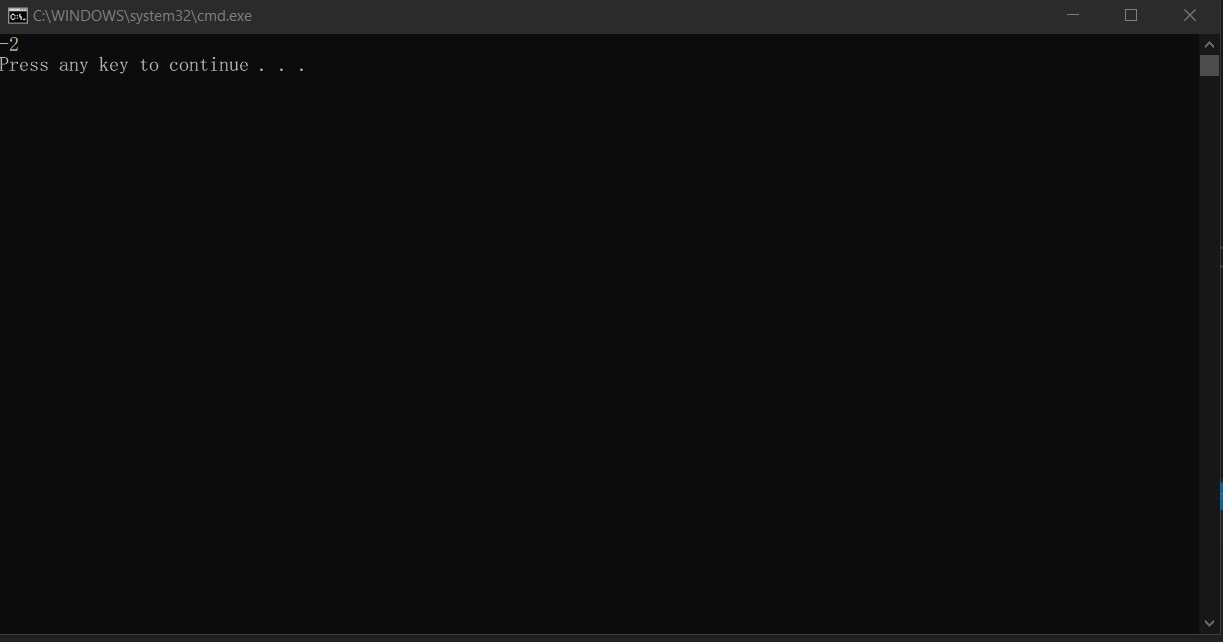 C:\WINDOWS\system32\cmd.exe
-2
Press any key to continue . . .